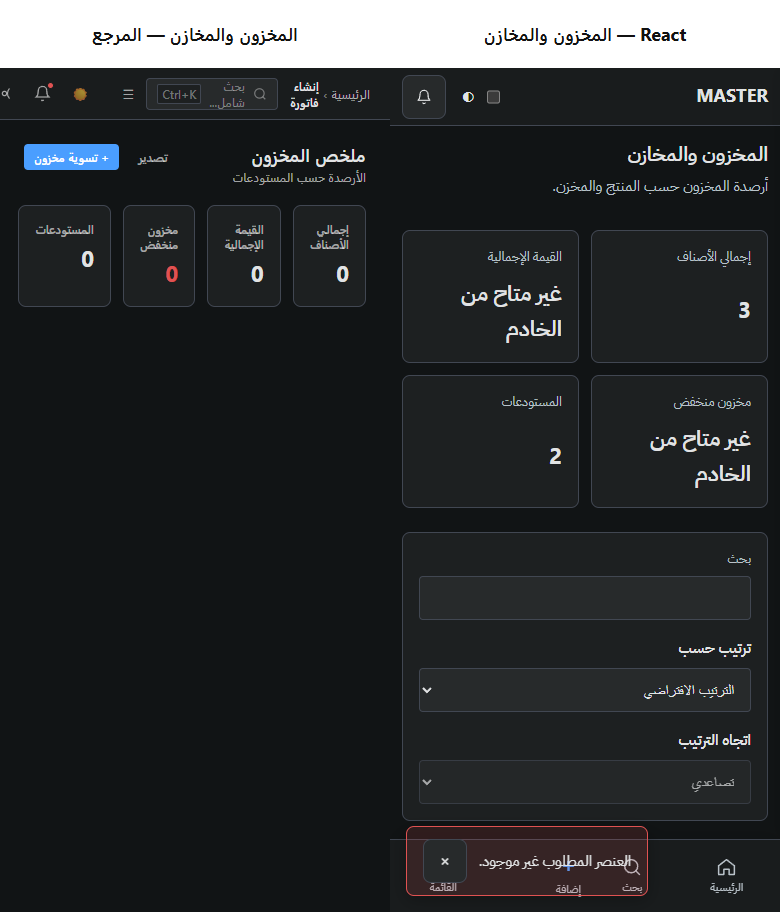 React — المخزون والمخازن
MASTER
المخزون والمخازن
أرصدة المخزون حسب المنتج والمخزن.
إجمالي الأصناف
3
القيمة الإجمالية
غير متاح من
الخادم
مخزون منخفض
غير متاح من
الخادم
المستودعات
2
بحث
ترتيب حسب
الترتيب الافتراضي
اتجاه الترتيب
تصاعدي
العنصر المطلوب غير موجود.
×
الرئيسية
بحث
إضافة
القائمة
المخزون والمخازن — المرجع
الرئيسية › إنشاء
فاتورة
بحث
شامل...
Ctrl+K
ملخص المخزون
الأرصدة حسب المستودعات
تصدير
+ تسوية مخزون
إجمالي
الأصناف
0
القيمة
الإجمالية
0
مخزون
منخفض
0
المستودعات
0